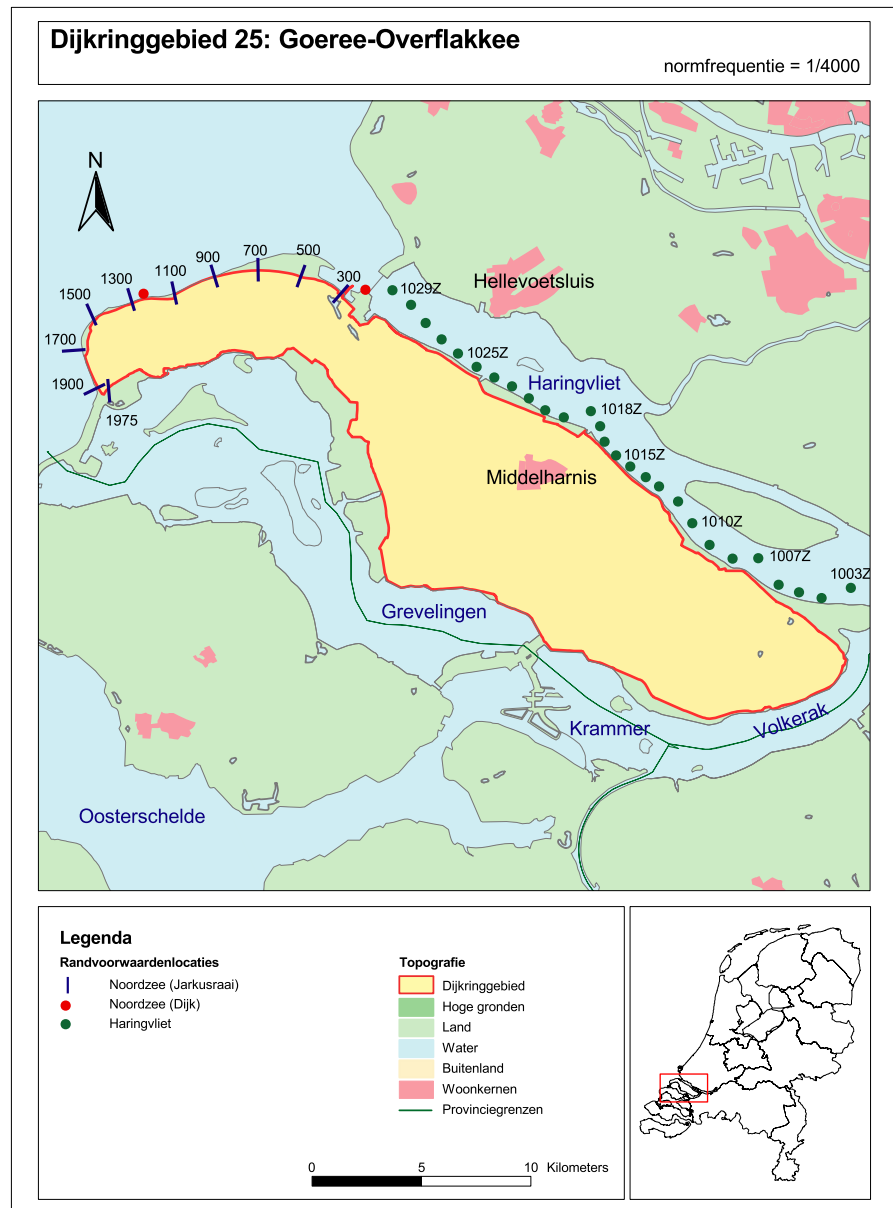 Dijkringgebied 25: Goeree-Overflakkee
normfrequentie = 1/4000
N
300
500
700
900
1100
1300
1500
1700
1900
1975
1029Z
Hellevoetsluis
1025Z
Haringvliet
1018Z
1015Z
Middelharnis
1010Z
1007Z
1003Z
Grevelingen
Krammer
Volkerak
Oosterschelde
Legenda
Randvoorwaardenlocaties
Noordzee (Jarkusraai)
Noordzee (Dijk)
Haringvliet
Topografie
Dijkringgebied
Hoge gronden
Land
Water
Buitenland
Woonkernen
Provinciegrenzen
0 5 10 Kilometers